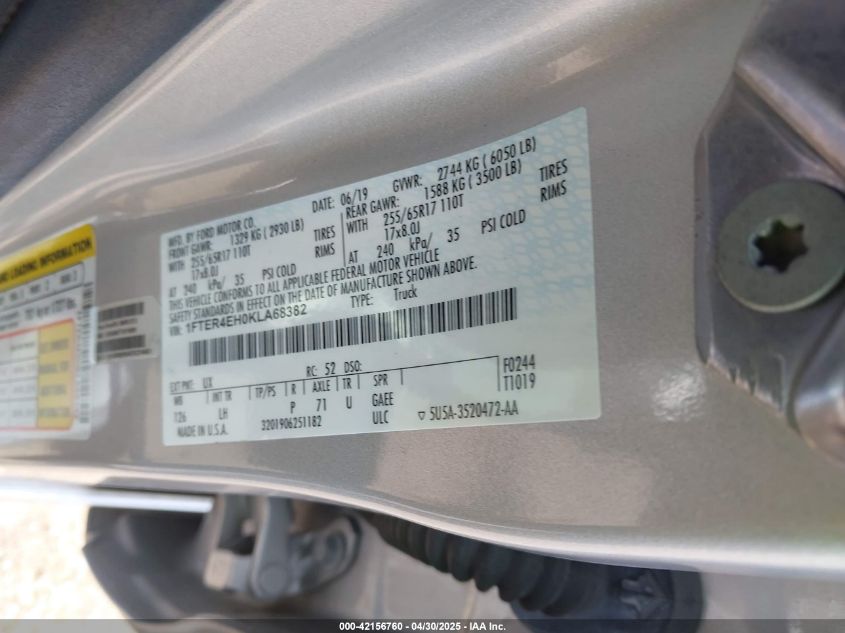 MFD. BY FORD MOTOR CO.
DATE: 06/19 GVWR: 2744 KG ( 6050 LB)
FRONT GAWR: 1329 KG ( 2930 LB) REAR GAWR: 1588 KG ( 3500 LB)
WITH 255/65R17 110T TIRES WITH 255/65R17 110T TIRES
17x8.0J RIMS 17x8.0J RIMS
AT 240 kPa/ 35 PSI COLD AT 240 kPa/ 35 PSI COLD
THIS VEHICLE CONFORMS TO ALL APPLICABLE FEDERAL MOTOR VEHICLE
SAFETY STANDARDS IN EFFECT ON THE DATE OF MANUFACTURE SHOWN ABOVE.
VIN: 1FTER4EH0KLA68382
TYPE: Truck
EXT PNT: UX RC: 52 DSO:
WB INT TR TP/PS R AXLE TR SPR F0244
126 LH P 71 U GAEE T1019
MADE IN U.S.A. 3201906251182 ULC ▽ 5U5A-3520472-AA
AND LOADING INFORMATION
000-42156760 - 04/30/2025 - IAA Inc.